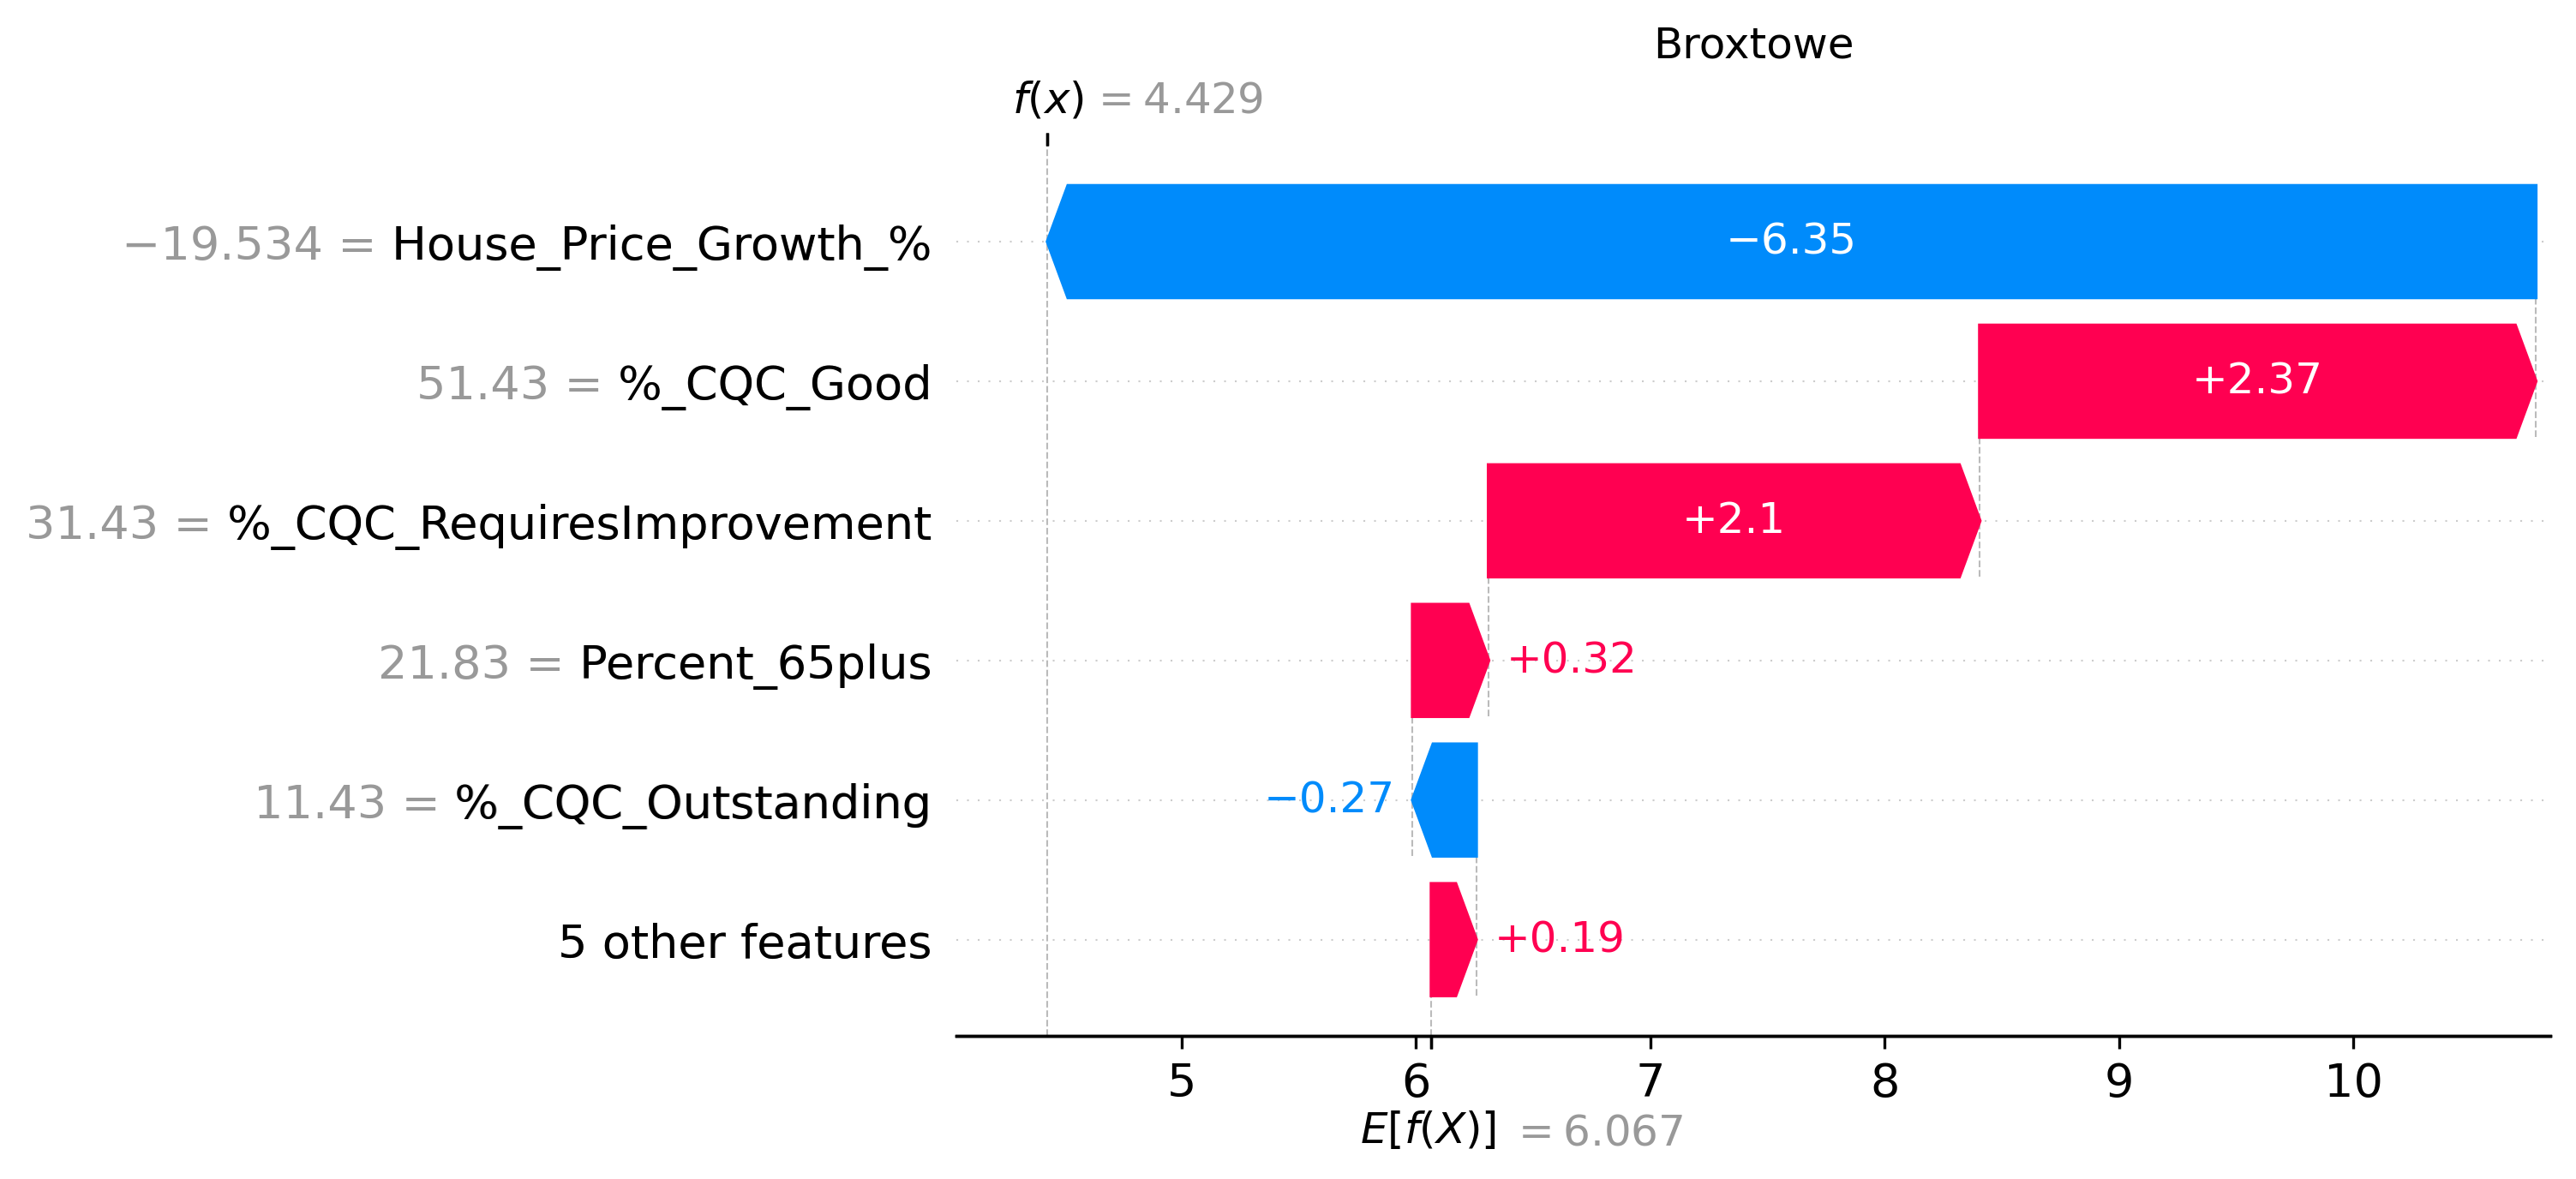 Broxtowe
f(x) = 4.429
−19.534 = House_Price_Growth_%
−6.35
51.43 = %_CQC_Good
+2.37
31.43 = %_CQC_RequiresImprovement
+2.1
21.83 = Percent_65plus
+0.32
11.43 = %_CQC_Outstanding
−0.27
5 other features
+0.19
5 6 7 8 9 10
E[f(X)] = 6.067